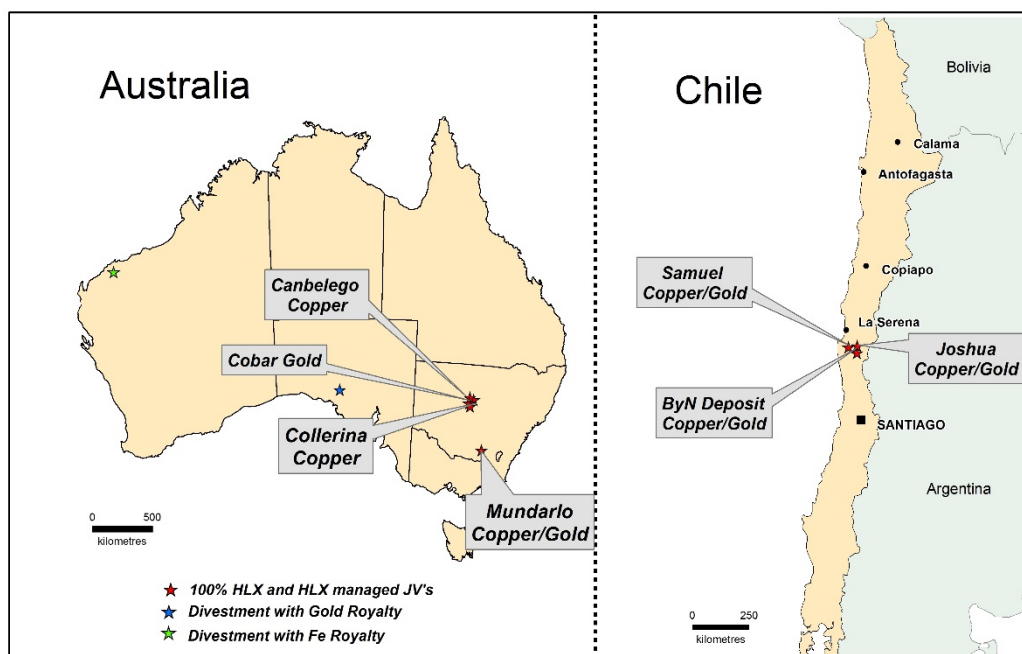 Australia
Canbelego
Copper
Cobar Gold
Collerina
Copper
Mundarlo
Copper/Gold
0 500
kilometres
100% HLX and HLX managed JV's
Divestment with Gold Royalty
Divestment with Fe Royalty
Chile
Bolivia
Calama
Antofagasta
Copiapo
Samuel
Copper/Gold
La Serena
Joshua
Copper/Gold
ByN Deposit
Copper/Gold
SANTIAGO
Argentina
0 250
kilometres